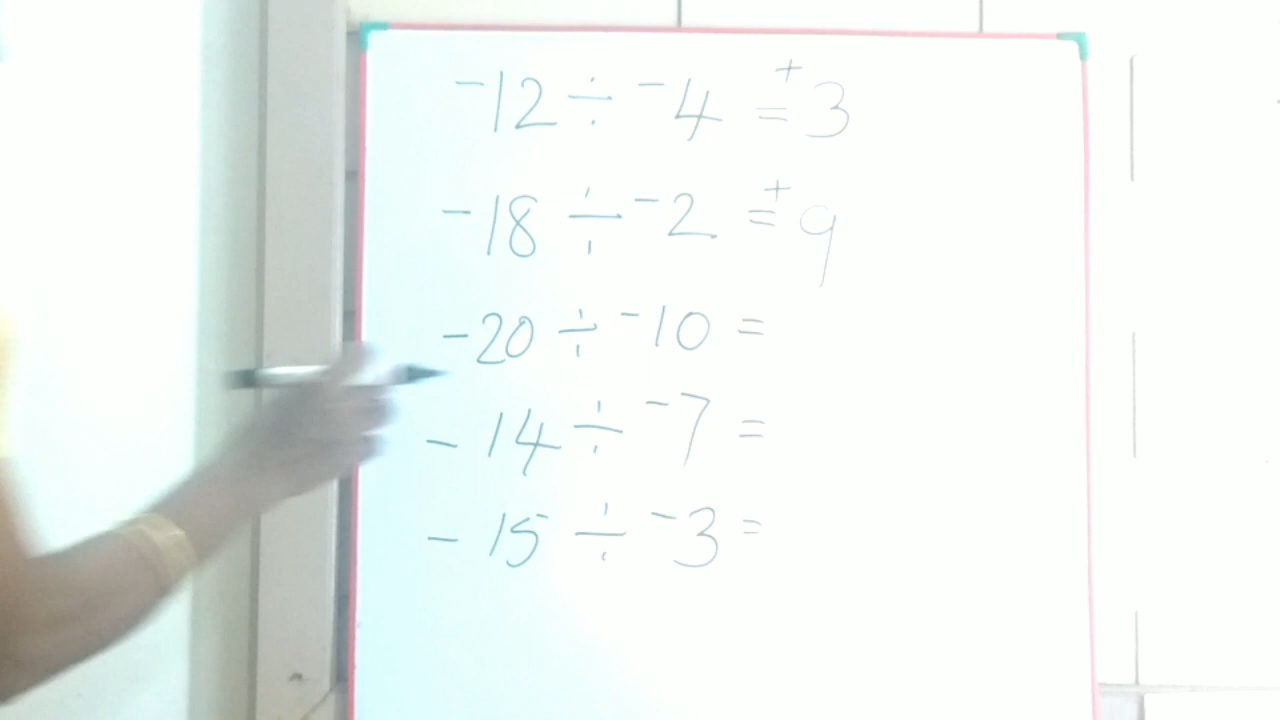 -12 ÷ -4 = +3
-18 ÷ -2 = +9
-20 ÷ -10 =
-14 ÷ -7 =
-15 ÷ -3 =